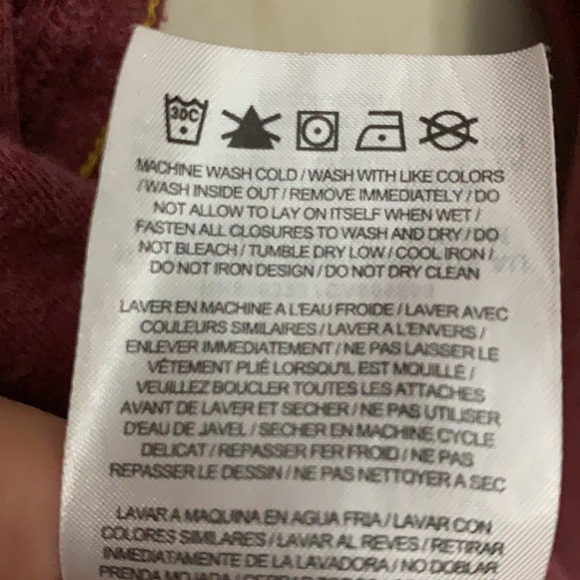 30C
MACHINE WASH COLD / WASH WITH LIKE COLORS
/ WASH INSIDE OUT / REMOVE IMMEDIATELY / DO
NOT ALLOW TO LAY ON ITSELF WHEN WET /
FASTEN ALL CLOSURES TO WASH AND DRY / DO
NOT BLEACH / TUMBLE DRY LOW / COOL IRON /
DO NOT IRON DESIGN / DO NOT DRY CLEAN
LAVER EN MACHINE A L'EAU FROIDE / LAVER AVEC
COULEURS SIMILAIRES / LAVER A L'ENVERS /
ENLEVER IMMEDIATEMENT / NE PAS LAISSER LE
VÊTEMENT PLIÉ LORSQU'IL EST MOUILLÉ /
VEUILLEZ BOUCLER TOUTES LES ATTACHES
AVANT DE LAVER ET SECHER / NE PAS UTILISER
D'EAU DE JAVEL / SECHER EN MACHINE CYCLE
DELICAT / REPASSER FER FROID / NE PAS
REPASSER LE DESSIN / NE PAS NETTOYER A SEC
LAVAR A MAQUINA EN AGUA FRIA / LAVAR CON
COLORES SIMILARES / LAVAR AL REVES / RETIRAR
INMEDIATAMENTE DE LA LAVADORA / NO DOBLAR
PRENDA MOJADA /